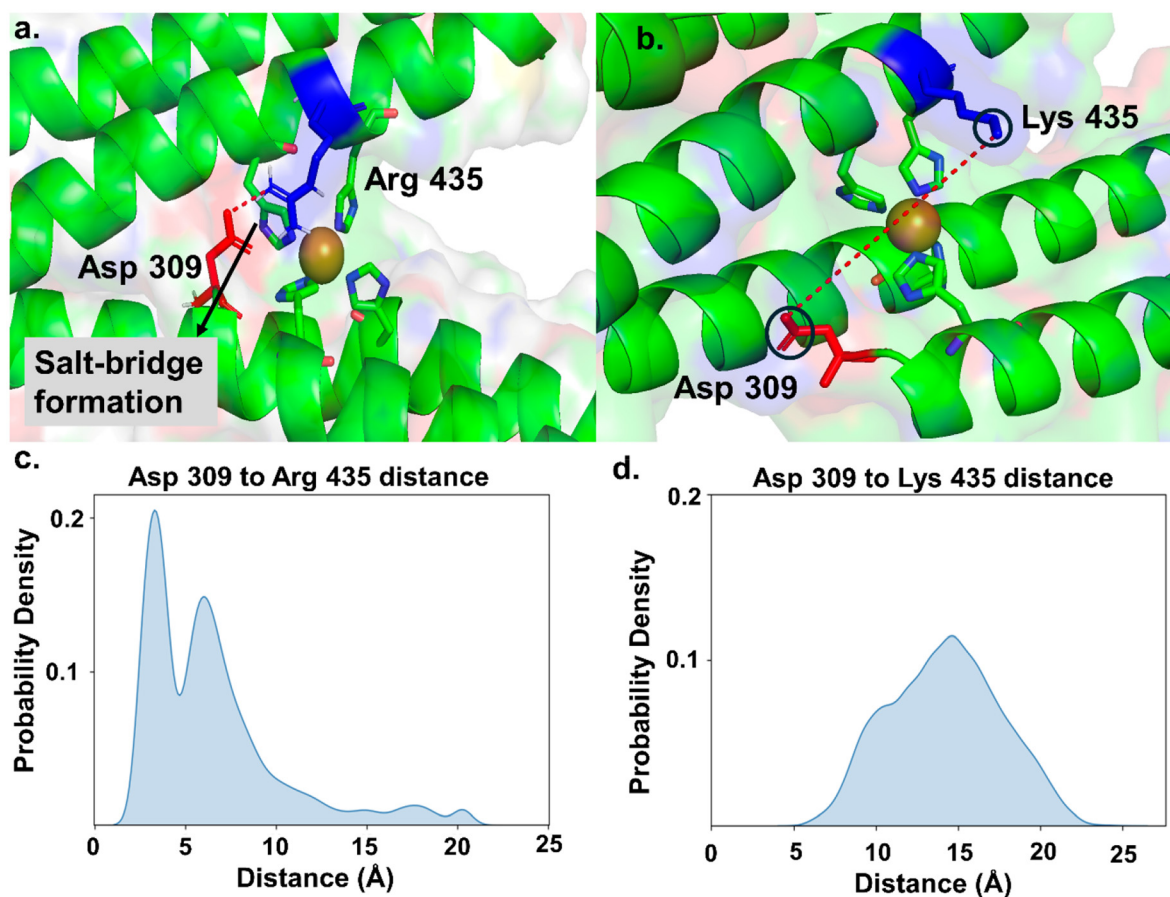 a.
Arg 435
Asp 309
Salt-bridge
formation
b.
Lys 435
Asp 309
c.
Asp 309 to Arg 435 distance
0.2
0.1
Probability Density
0 5 10 15 20 25
Distance (Å)
d.
Asp 309 to Lys 435 distance
0.2
0.1
Probability Density
0 5 10 15 20 25
Distance (Å)